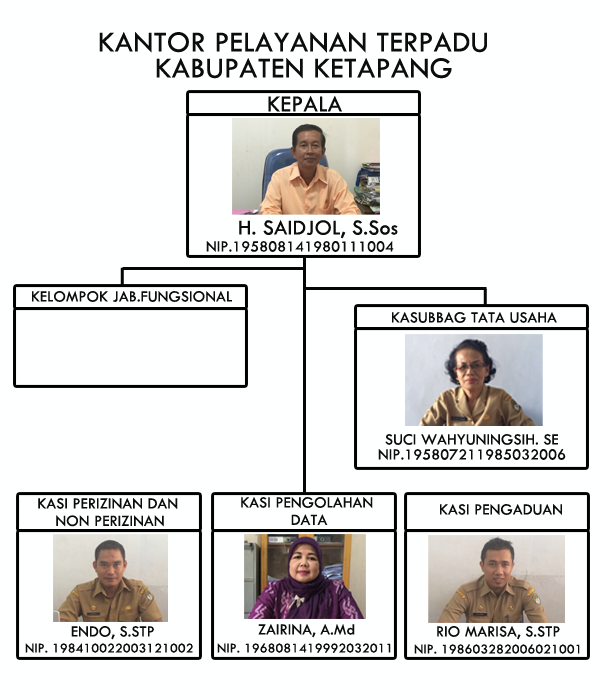 KANTOR PELAYANAN TERPADU
KABUPATEN KETAPANG
KEPALA
H. SAIDJOL, S.Sos
NIP.195808141980111004
KELOMPOK JAB.FUNGSIONAL
KASUBBAG TATA USAHA
SUCI WAHYUNINGSIH. SE
NIP.195807211985032006
KASI PERIZINAN DAN
NON PERIZINAN
ENDO, S.STP
NIP. 198410022003121002
KASI PENGOLAHAN
DATA
ZAIRINA, A.Md
NIP. 1968081419992032011
KASI PENGADUAN
RIO MARISA, S.STP
NIP. 198603282006021001